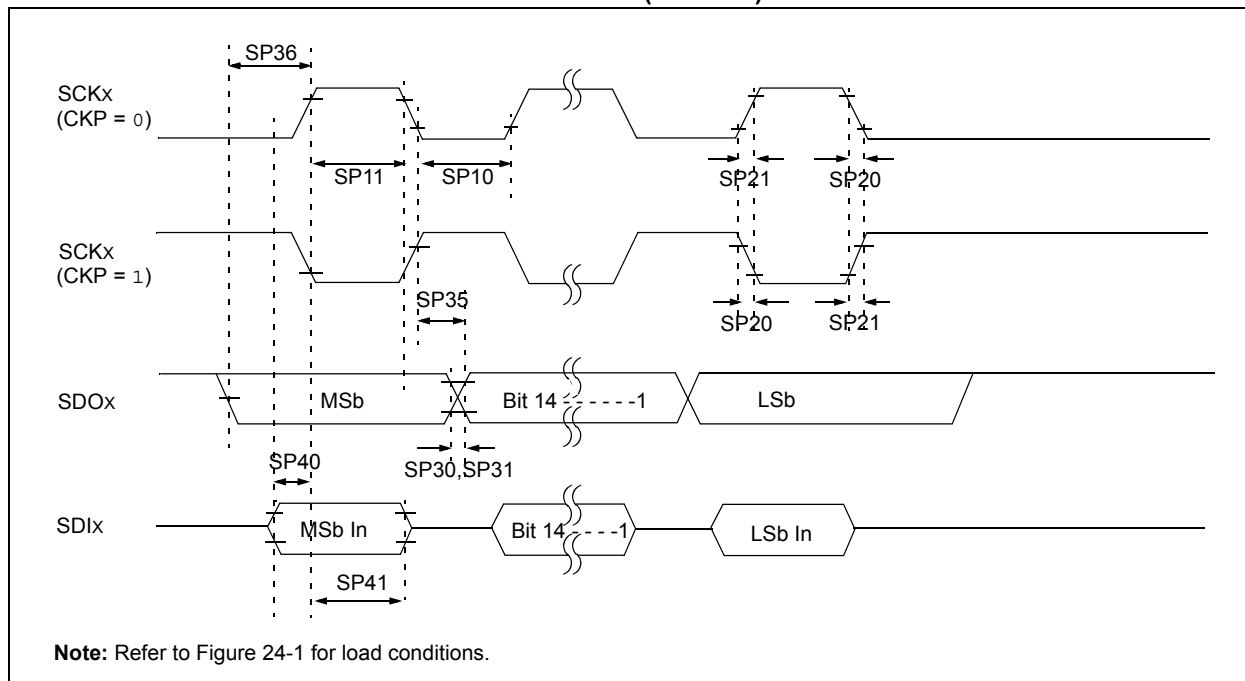 SP36
SCKX
(CKP = 0)
SP11
SP10
SP21
SP20
SCKX
(CKP = 1)
SP35
SP20
SP21
SDOX
MSb
Bit 14 - - - - - -1
LSb
SP40
SP30,SP31
SDIX
MSb In
Bit 14 - - - -1
LSb In
SP41
Note: Refer to Figure 24-1 for load conditions.